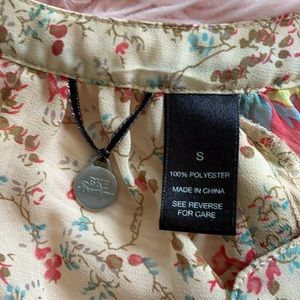 S
100% POLYESTER
MADE IN CHINA
SEE REVERSE
FOR CARE